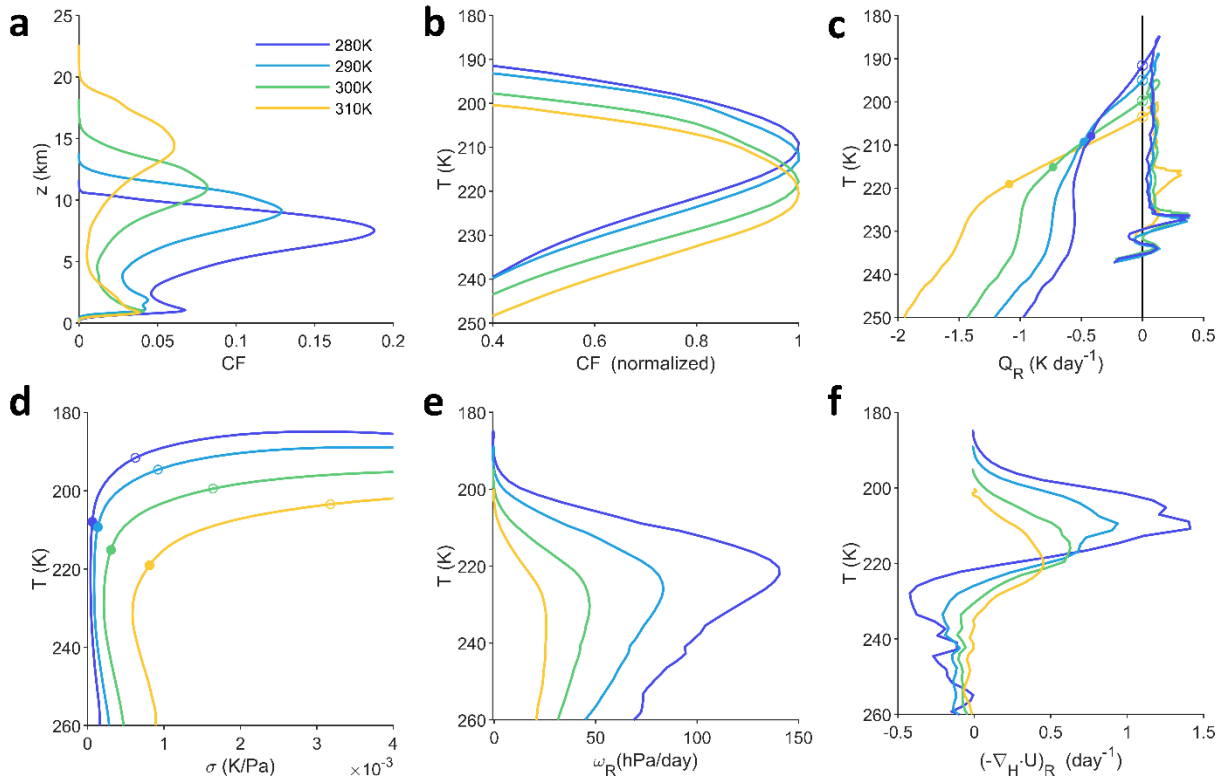 a
25
20
15
10
5
0
z (km)
0 0.05 0.1 0.15 0.2
CF
280K
290K
300K
310K
b
180
190
200
210
220
230
240
250
T (K)
0.4 0.6 0.8 1
CF (normalized)
c
180
190
200
210
220
230
240
250
T (K)
-2 -1.5 -1 -0.5 0 0.5
Q_R (K day⁻¹)
d
180
200
220
240
260
T (K)
0 1 2 3 4
σ (K/Pa) ×10⁻³
e
180
200
220
240
260
T (K)
0 50 100 150
ω_R(hPa/day)
f
180
200
220
240
260
T (K)
-0.5 0 0.5 1 1.5
(-∇_H·U)_R (day⁻¹)